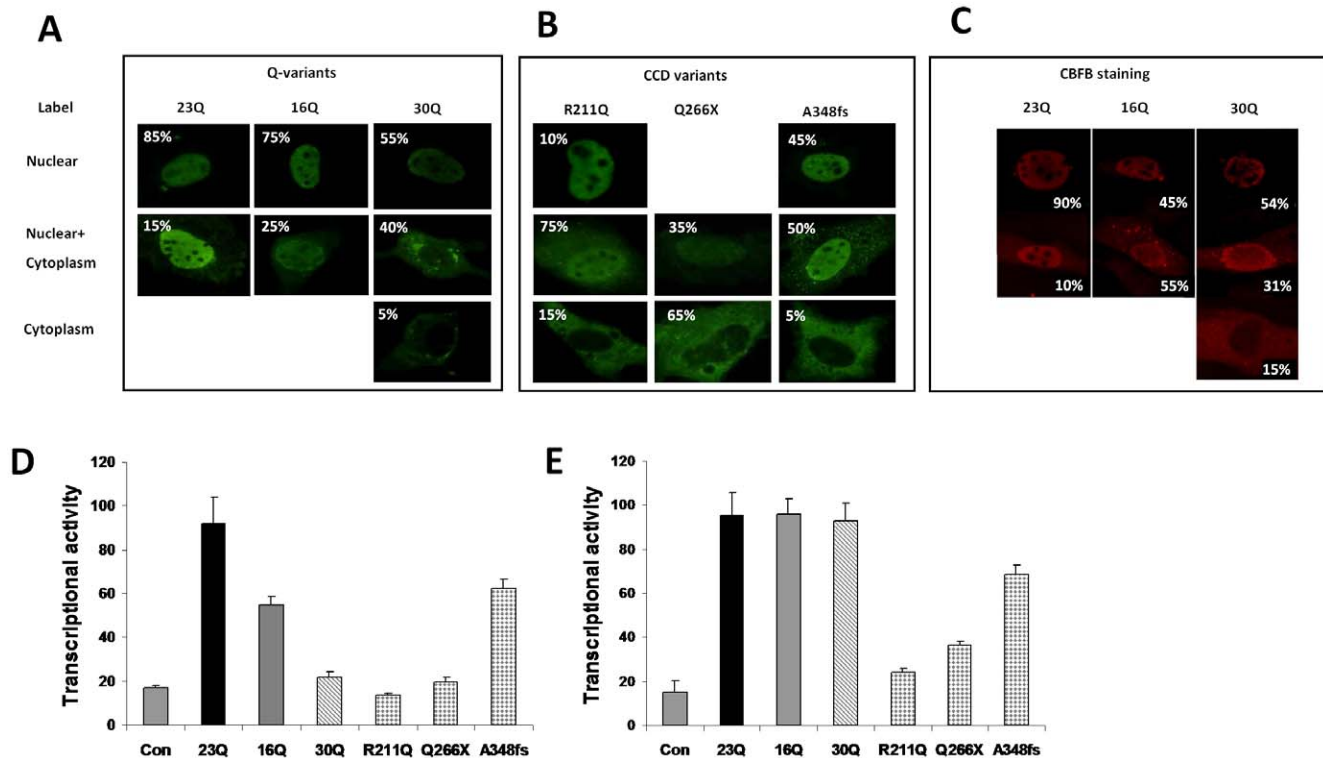 A
Q-variants
Label
23Q 16Q 30Q
Nuclear
85% 75% 55%
Nuclear+
Cytoplasm
15% 25% 40%
Cytoplasm
5%
B
CCD variants
R211Q Q266X A348fs
10% 45%
75% 35% 50%
15% 65% 5%
C
CBFB staining
23Q 16Q 30Q
90% 45% 54%
10% 55% 31%
15%
D
Transcriptional activity
120
100
80
60
40
20
0
Con 23Q 16Q 30Q R211Q Q266X A348fs
E
Transcriptional activity
120
100
80
60
40
20
0
Con 23Q 16Q 30Q R211Q Q266X A348fs